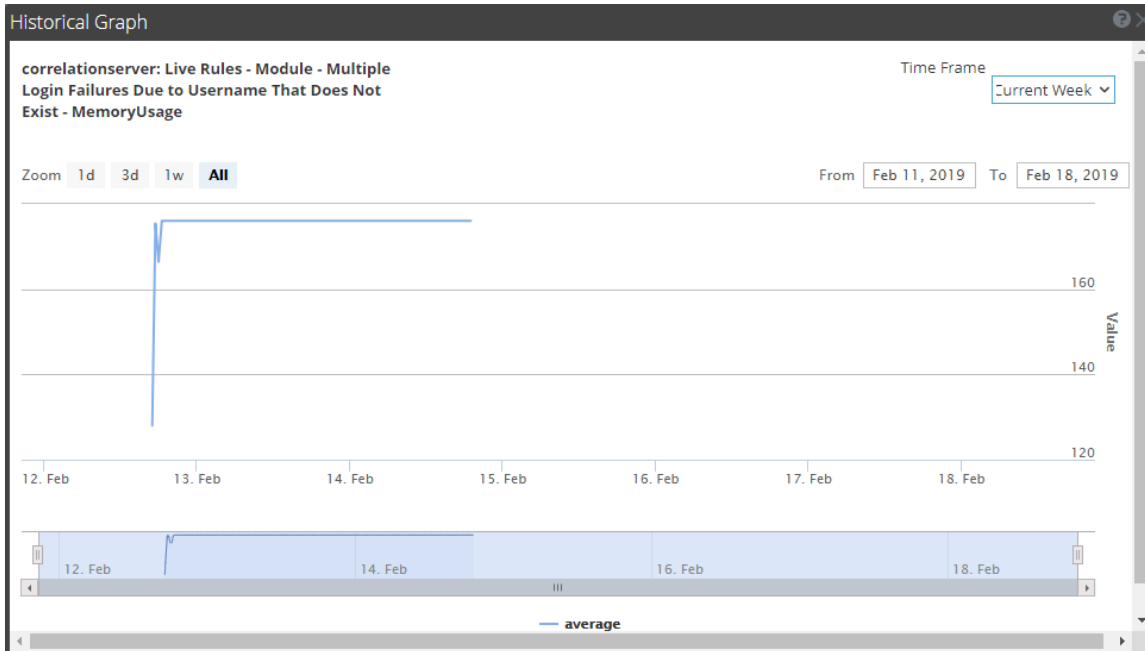 Historical Graph
correlationserver: Live Rules - Module - Multiple
Login Failures Due to Username That Does Not
Exist - MemoryUsage
Time Frame
Current Week
Zoom 1d 3d 1w All
From Feb 11, 2019 To Feb 18, 2019
160
Value
140
120
12. Feb 13. Feb 14. Feb 15. Feb 16. Feb 17. Feb 18. Feb
12. Feb 14. Feb 16. Feb 18. Feb
average